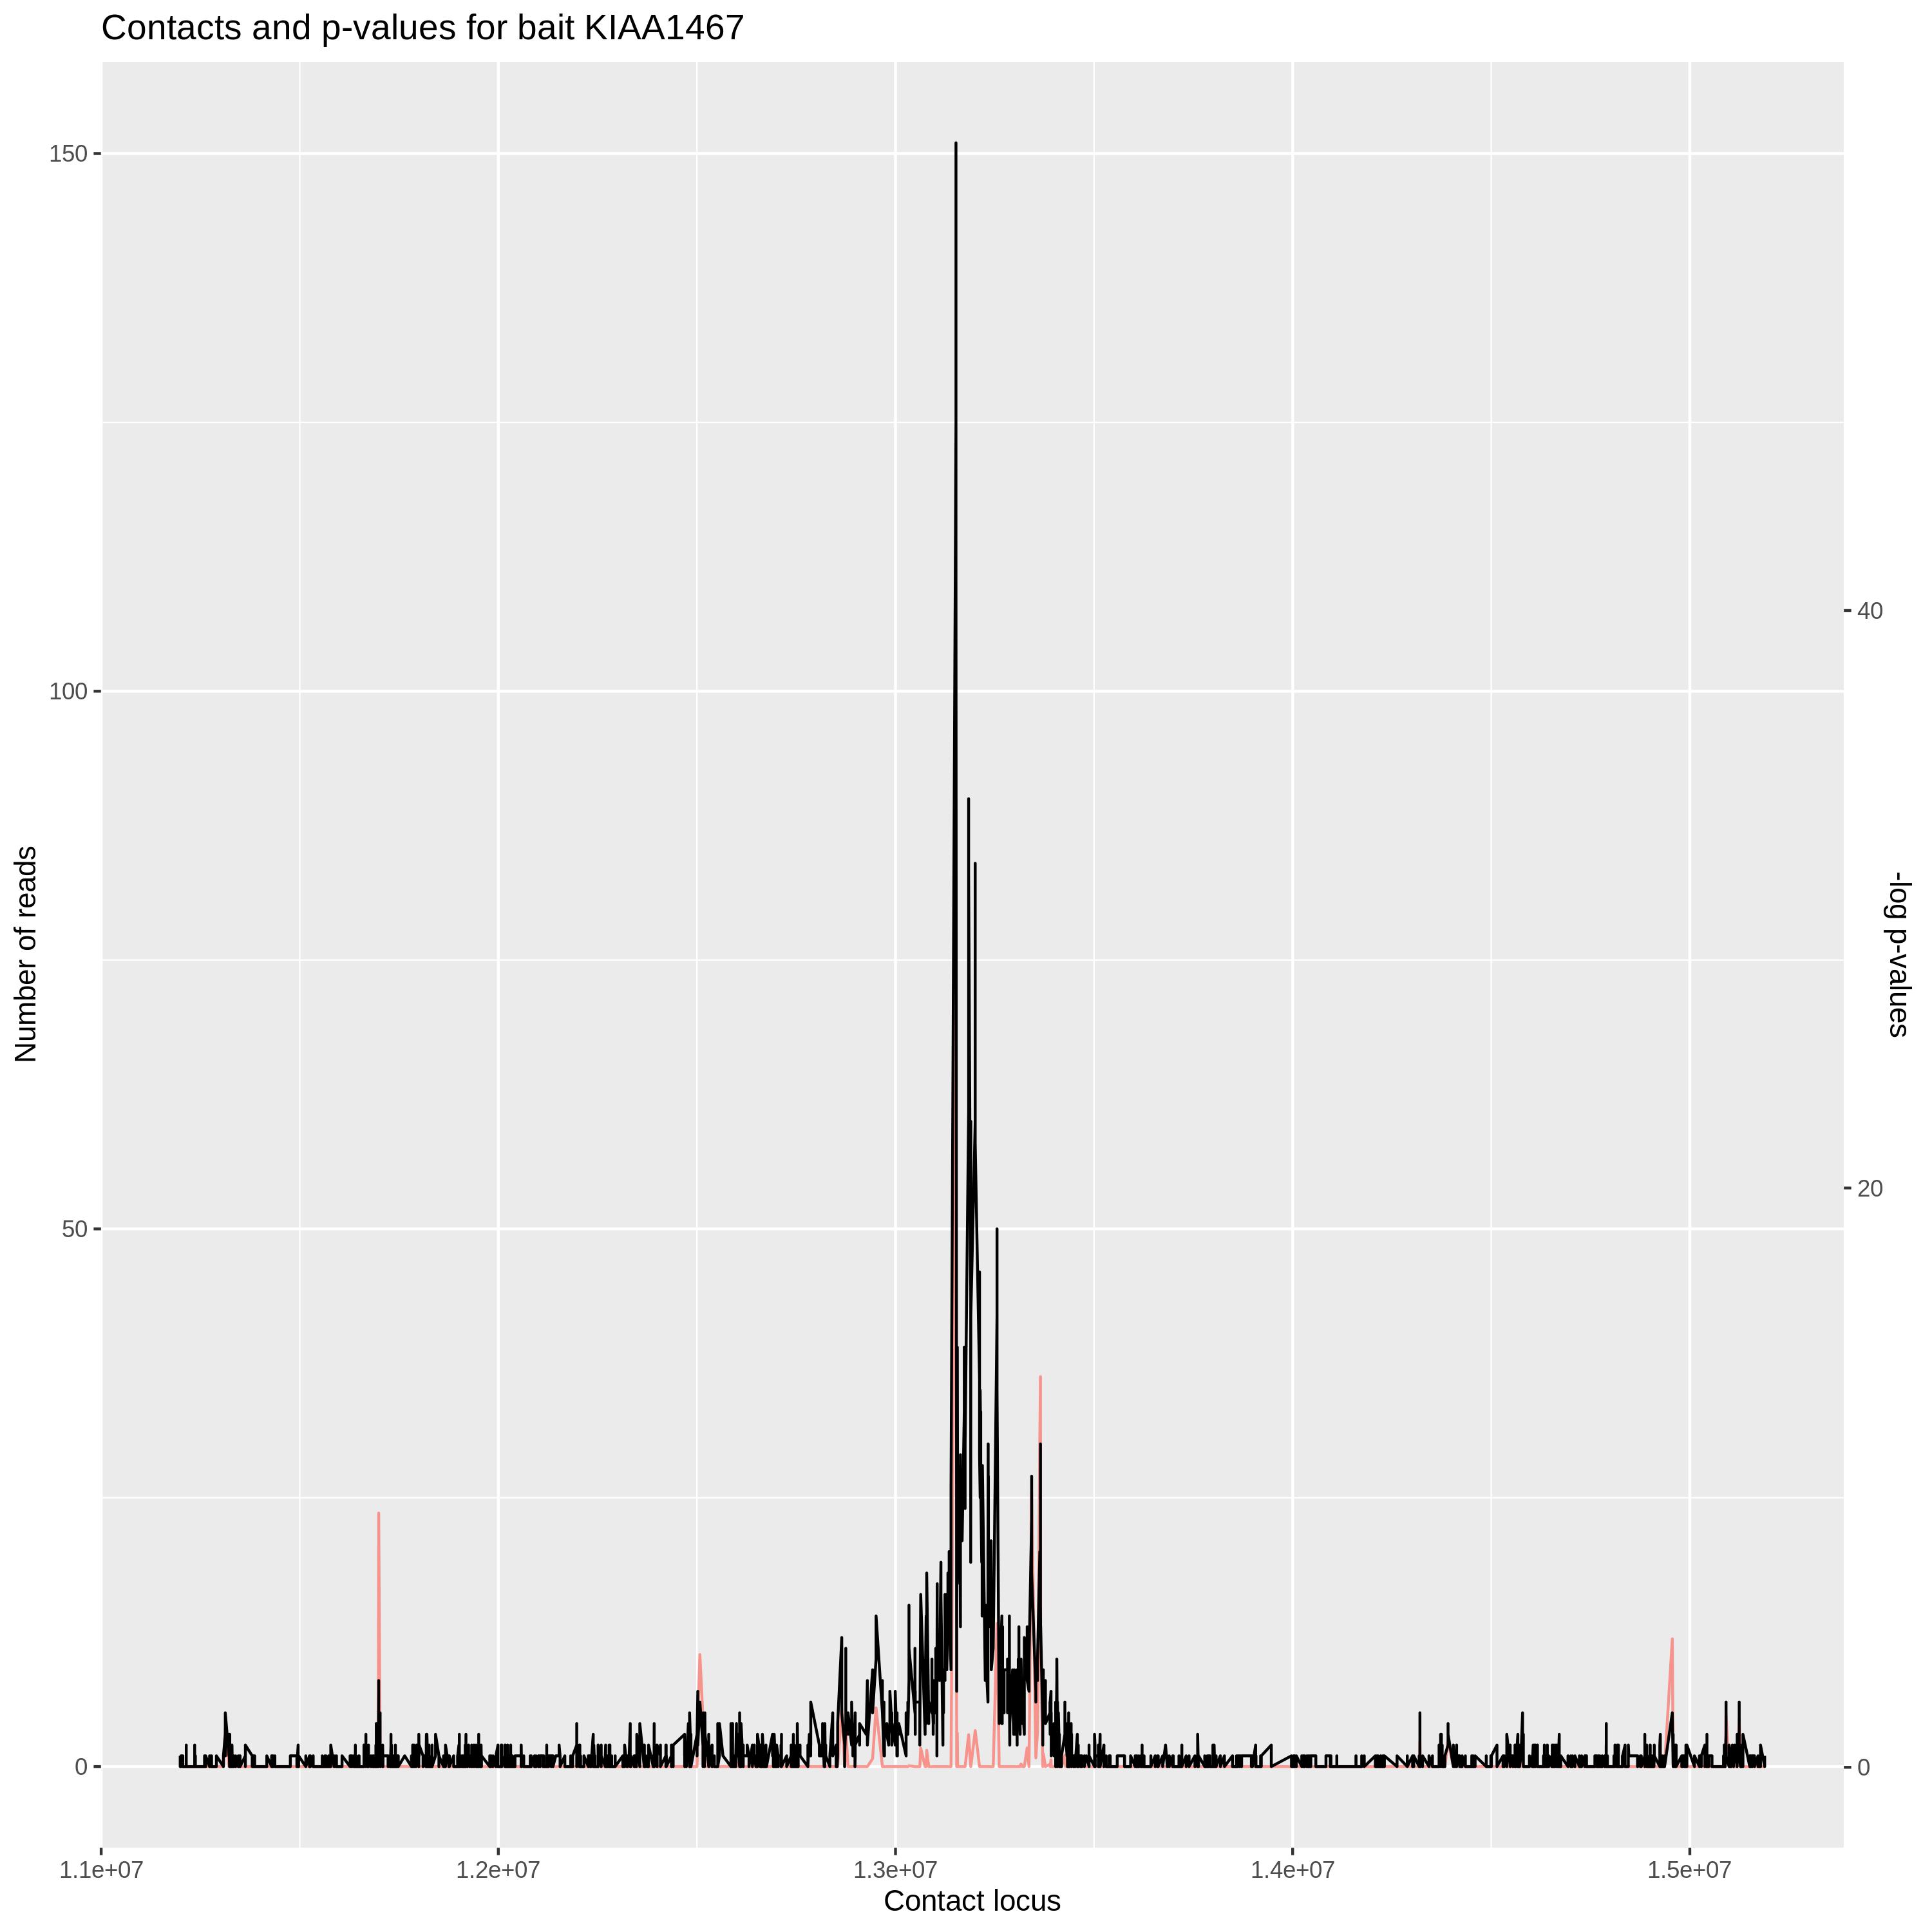 Contacts and p-values for bait KIAA1467
Number of reads
150
100
50
0
40
20
0
-log p-values
1.1e+07
1.2e+07
1.3e+07
1.4e+07
1.5e+07
Contact locus